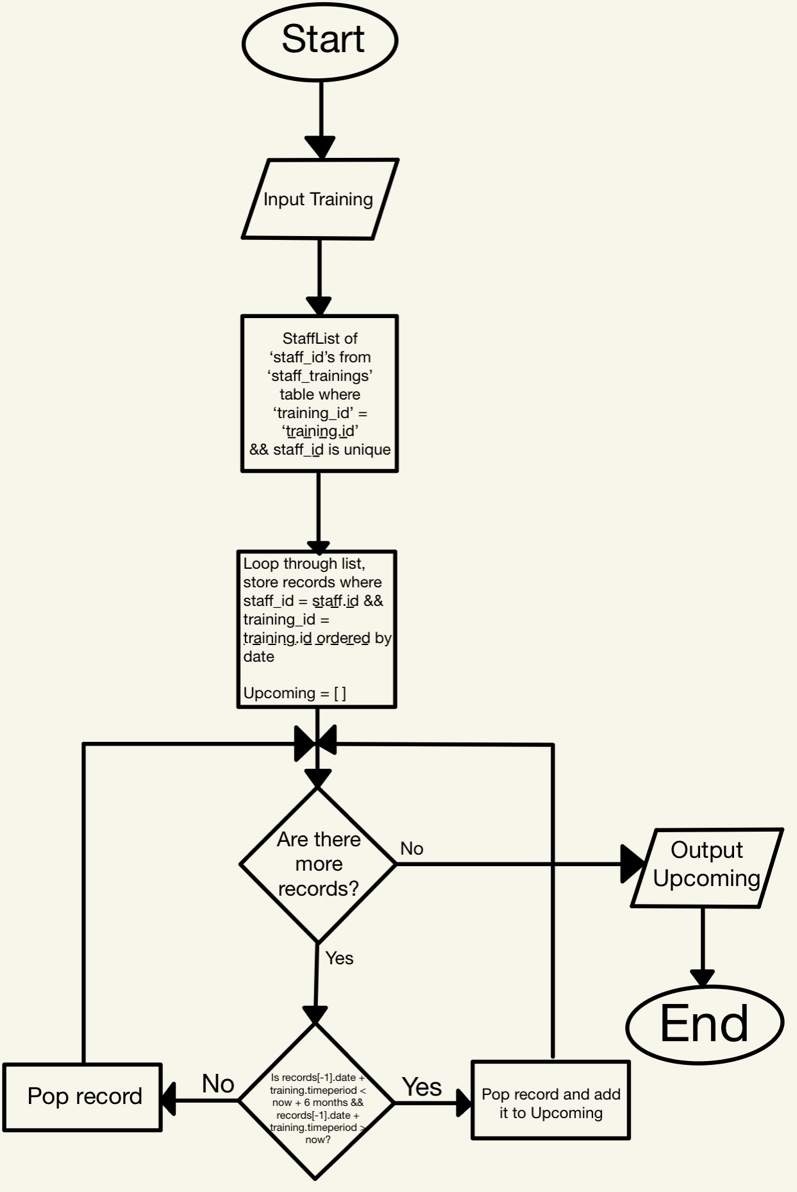 Start
Input Training
StaffList of
‘staff_id’s from
‘staff_trainings’
table where
‘training_id’ =
‘training.id’
&& staff_id is unique
Loop through list,
store records where
staff_id = staff.id &&
training_id =
training.id ordered by
date
Upcoming = [ ]
Are there
more
records?
No
Output
Upcoming
End
Yes
Is records[-1].date +
training.timeperiod <
now + 6 months &&
records[-1].date +
training.timeperiod >
now?
No
Pop record
Yes
Pop record and add
it to Upcoming